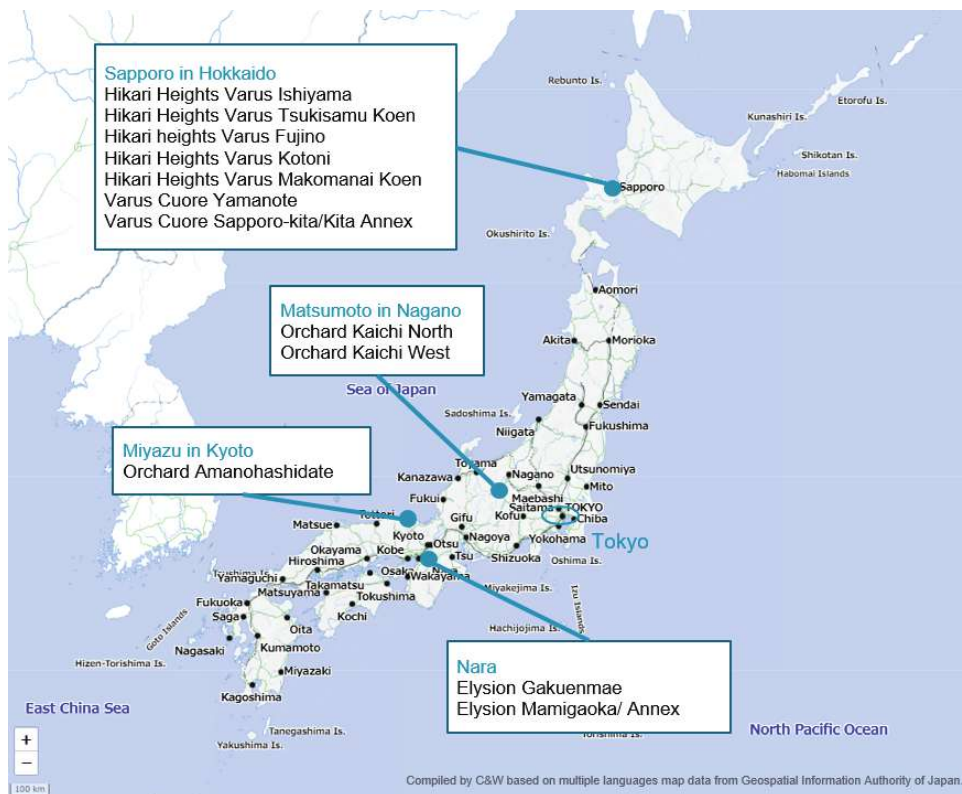 Sapporo in Hokkaido
Hikari Heights Varus Ishiyama
Hikari Heights Varus Tsukisamu Koen
Hikari heights Varus Fujino
Hikari Heights Varus Kotoni
Hikari Heights Varus Makomanai Koen
Varus Cuore Yamanote
Varus Cuore Sapporo-kita/Kita Annex
Rebunto Is.
Etorofu Is.
Kunashiri Is.
Shikotan Is.
Habomai Islands
Sapporo
Okushirito Is.
Aomori
Matsumoto in Nagano
Orchard Kaichi North
Orchard Kaichi West
Akita
Morioka
Sea of Japan
Yamagata
Sendai
Sadoshima Is.
Niigata
Fukushima
Miyazu in Kyoto
Orchard Amanohashidate
Toyama
Kanazawa
Nagano
Utsunomiya
Mito
Maebashi
Fukui
Saitama
TOKYO
Kofu
Chiba
Tottori
Gifu
Matsue
Kyoto
Otsu
Nagoya
Yokohama
Tokyo
Okayama
Kobe
Tsu
Shizuoka
Oshima Is.
Hiroshima
Osaka
Nara
Tsushima Is.
Yamaguchi
Takamatsu
Wakayama
Miyakejima Is.
Matsuyama
Tokushima
Izu Islands
Fukuoka
Kochi
Saga
Oita
Goto Islands
Hachijojima Is.
Nagasaki
Kumamoto
Hizen-Torishima Is.
Miyazaki
Nara
Elysion Gakuenmae
Elysion Mamigaoka/ Annex
Kagoshima
East China Sea
Tanegashima Is.
Torishima Is.
North Pacific Ocean
Yakushima Is.
+
−
Compiled by C&W based on multiple languages map data from Geospatial Information Authority of Japan.
100 km